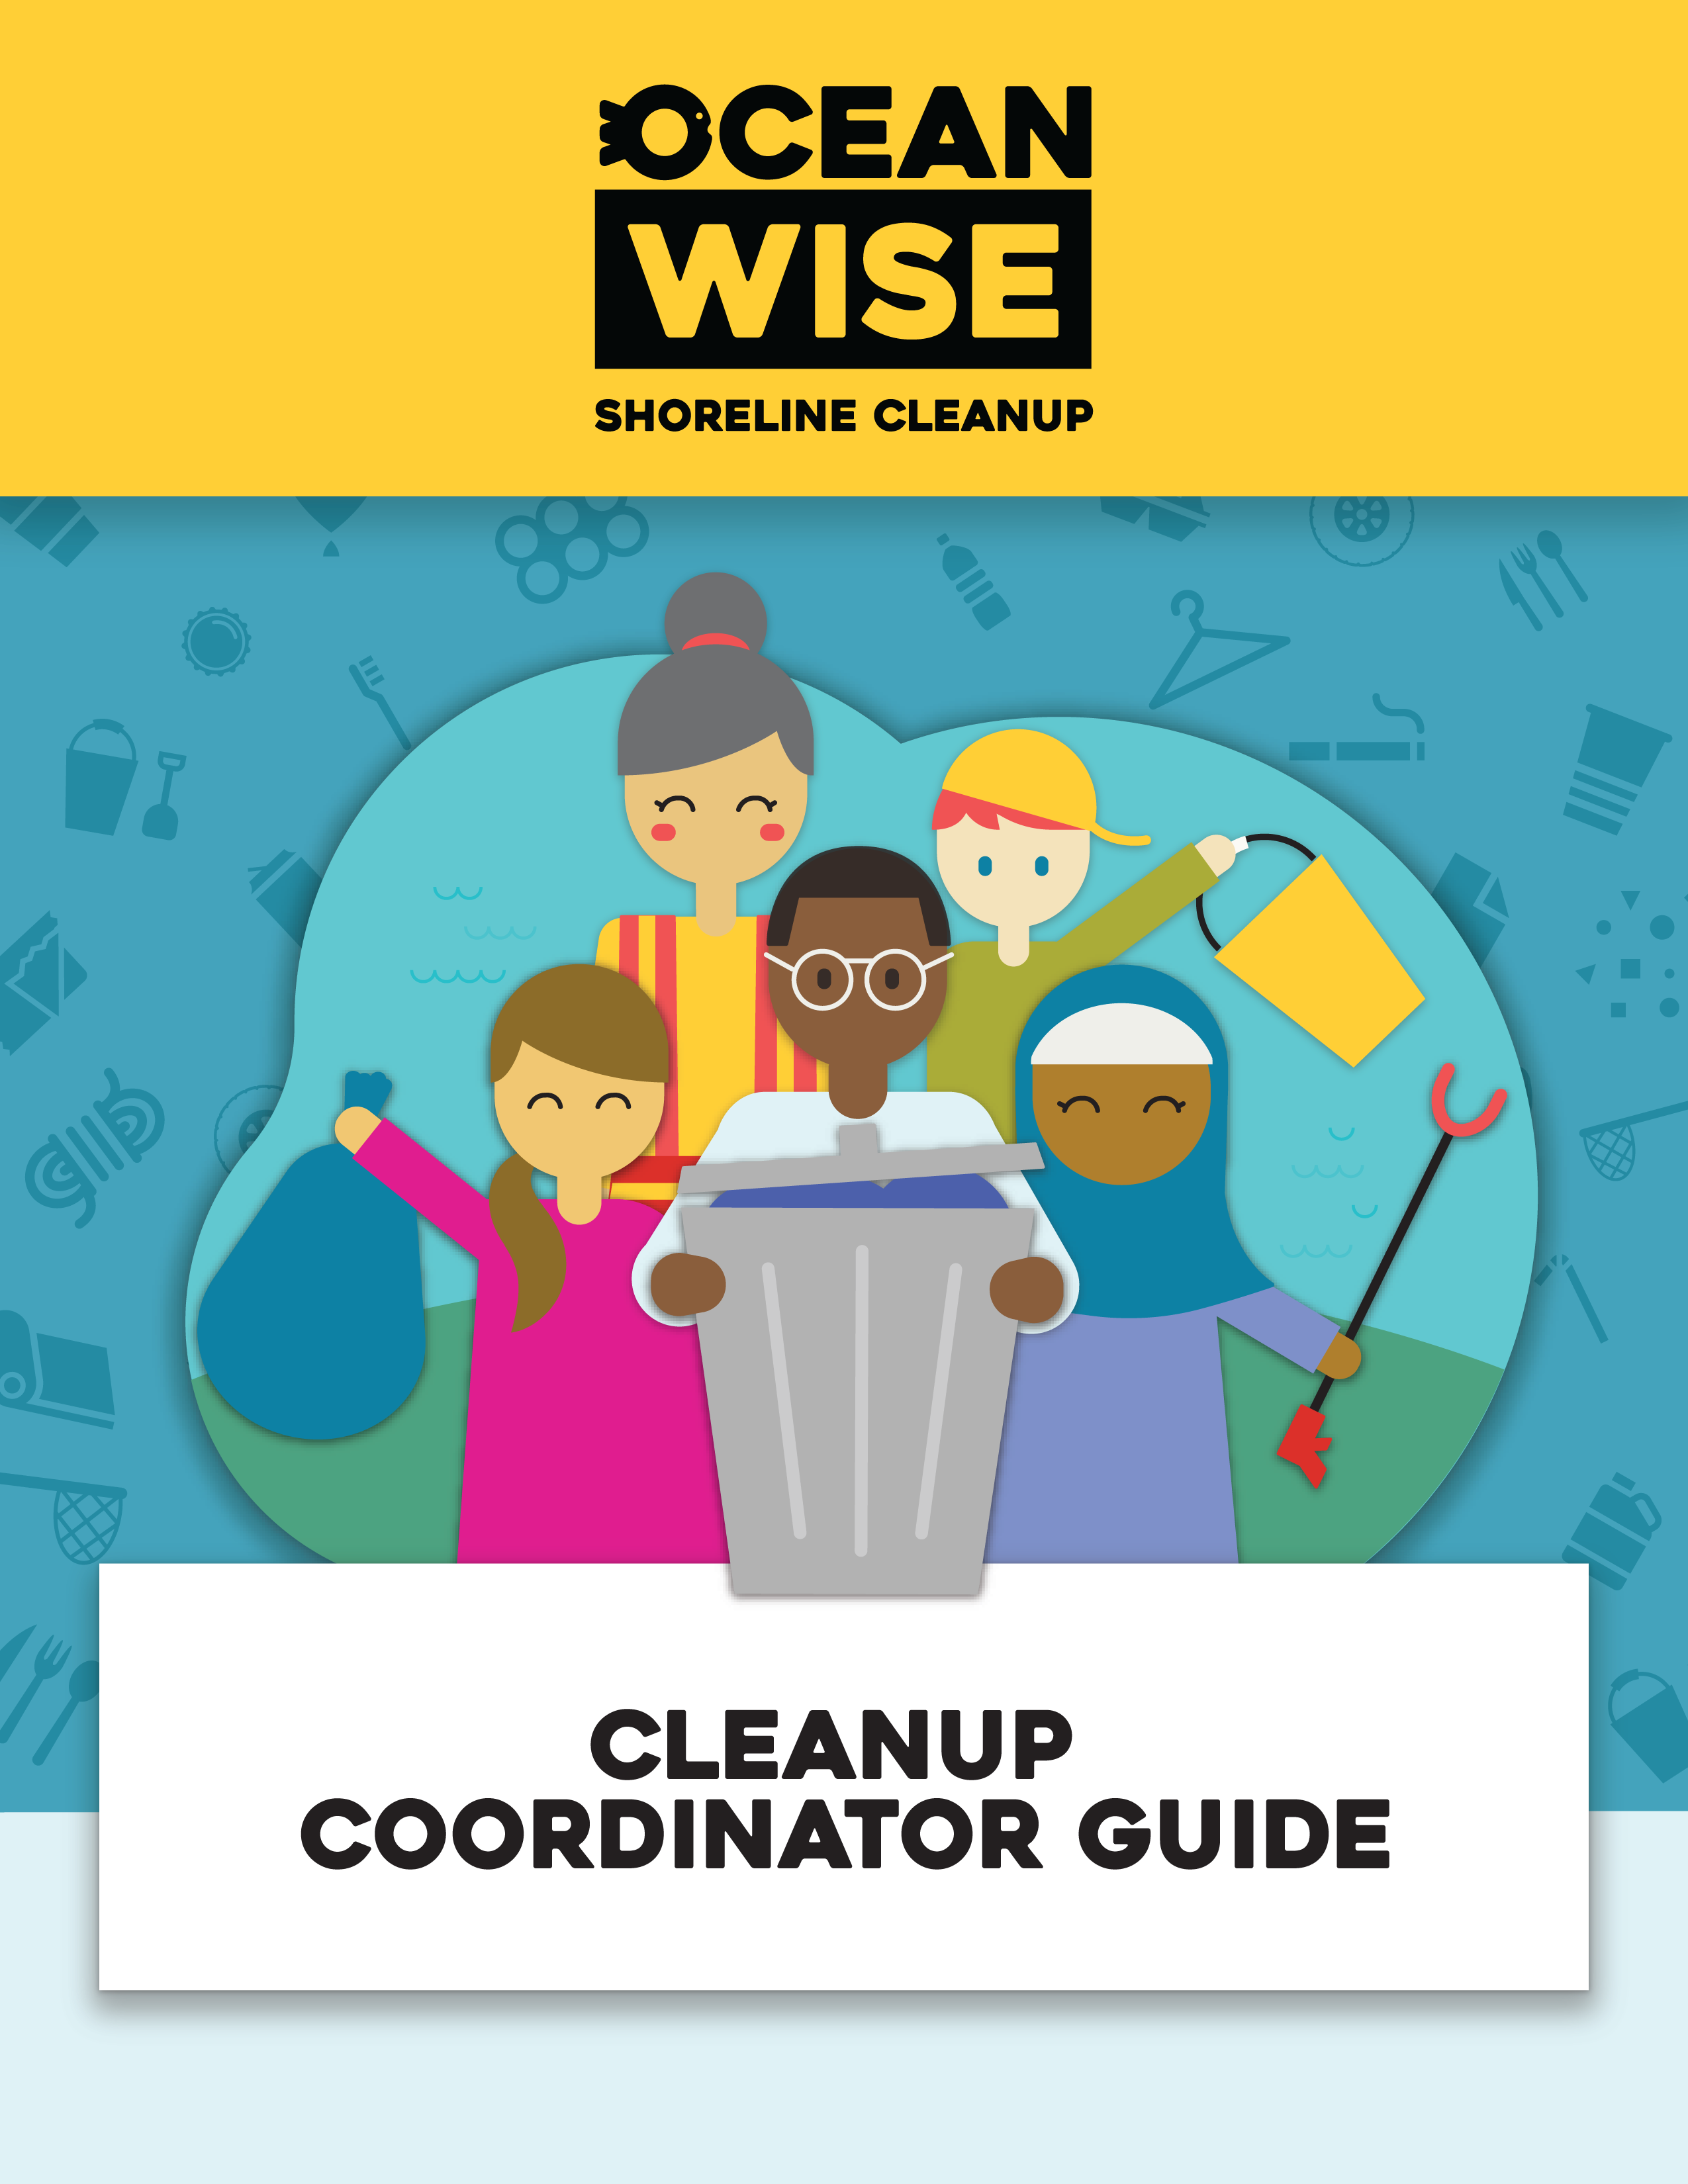 OCEAN
WISE
SHORELINE CLEANUP
CLEANUP
COORDINATOR GUIDE